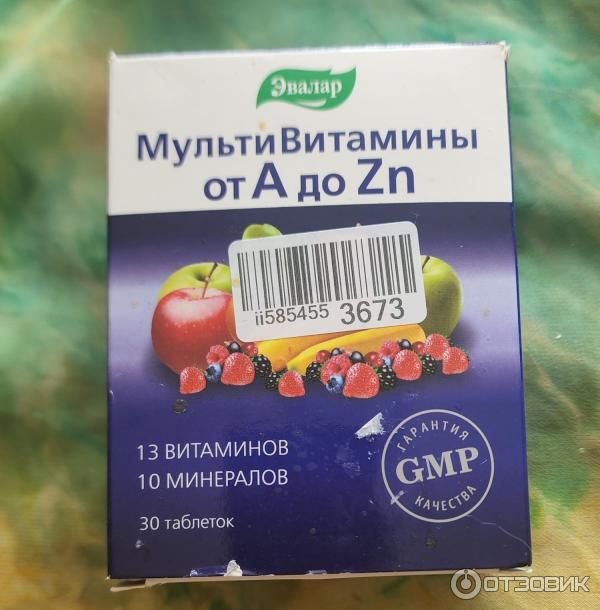 Эвалар
МультиВитамины
от А до Zn
ii585455 3673
13 ВИТАМИНОВ
10 МИНЕРАЛОВ
30 таблеток
ГАРАНТИЯ
GMP
КАЧЕСТВА
ОТЗОВИК